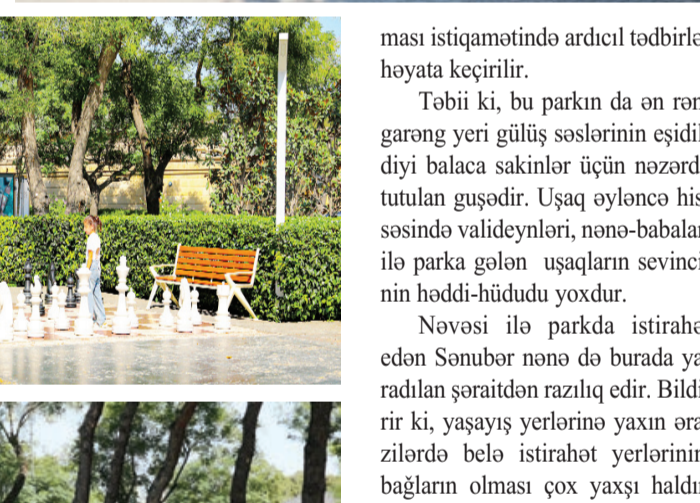 ması istiqamətində ardıcıl tədbirlə
həyata keçirilir.
Təbii ki, bu parkın da ən rən
garəng yeri gülüş səslərinin eşidil
diyi balaca sakinlər üçün nəzərd
tutulan guşədir. Uşaq əyləncə his
səsində valideynləri, nənə-babalar
ilə parka gələn uşaqların sevinci
nin həddi-hüdudu yoxdur.
Nəvəsi ilə parkda istirahə
edən Sənubər nənə də burada ya
radılan şəraitdən razılıq edir. Bildi
rir ki, yaşayış yerlərinə yaxın əra
zilərdə belə istirahət yerlərinin
bağların olması çox yaxşı haldı